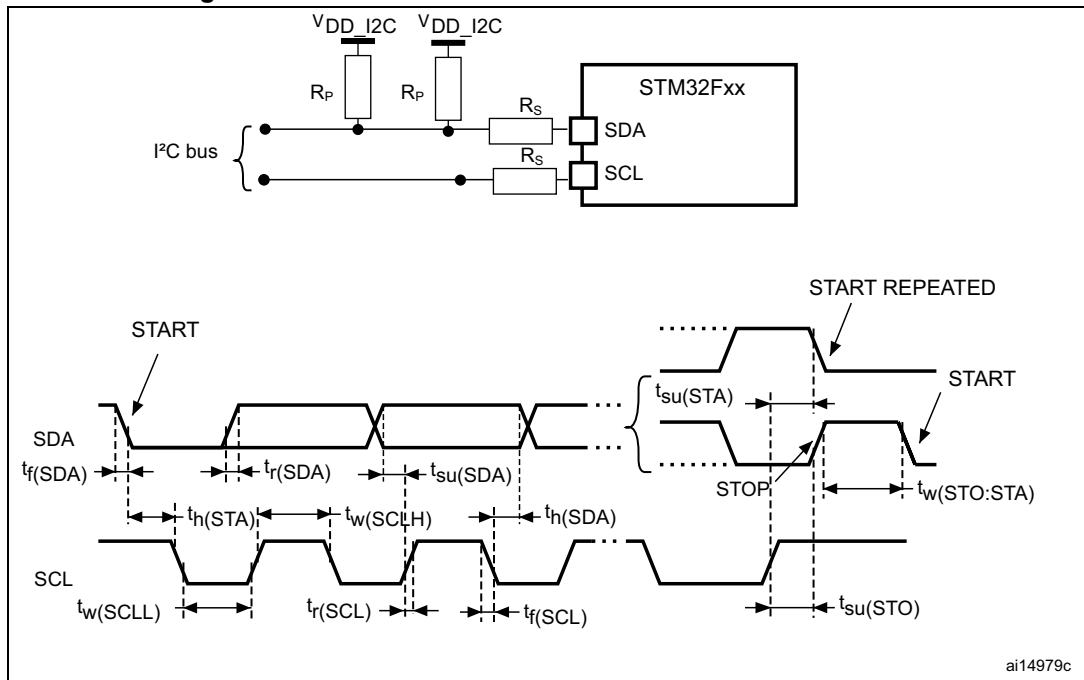 VDD_I2C VDD_I2C
RP RP
STM32Fxx
RS
SDA
I²C bus
RS
SCL
START REPEATED
START
START
tsu(STA)
SDA
tf(SDA) tr(SDA) tsu(SDA)
STOP
tw(STO:STA)
th(STA) tw(SCLH) th(SDA)
SCL
tw(SCLL) tr(SCL) tf(SCL) tsu(STO)
ai14979c